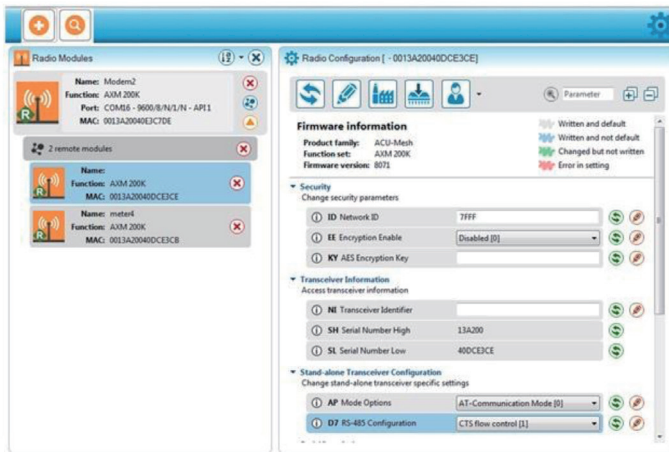 Radio Modules
Name: Modem2
Function: AXM 200K
Port: COM16 - 9600/8/N/1/N - API1
MAC: 0013A20040E3C7DE
2 remote modules
Name:
Function: AXM 200K
MAC: 0013A20040DCE3CE
Name: meter4
Function: AXM 200K
MAC: 0013A20040DCE3CB
Radio Configuration [ - 0013A20040DCE3CE]
Parameter
Firmware information
Product family: ACU-Mesh
Function set: AXM 200K
Firmware version: 8071
Written and default
Written and not default
Changed but not written
Error in setting
Security
Change security parameters
ID Network ID 7FFF
EE Encryption Enable Disabled [0]
KY AES Encryption Key
Transceiver Information
Access transceiver information
NI Transceiver Identifier
SH Serial Number High 13A200
SL Serial Number Low 40DCE3CE
Stand-alone Transceiver Configuration
Change stand-alone transceiver specific settings
AP Mode Options AT-Communication Mode [0]
D7 RS-485 Configuration CTS flow control [1]